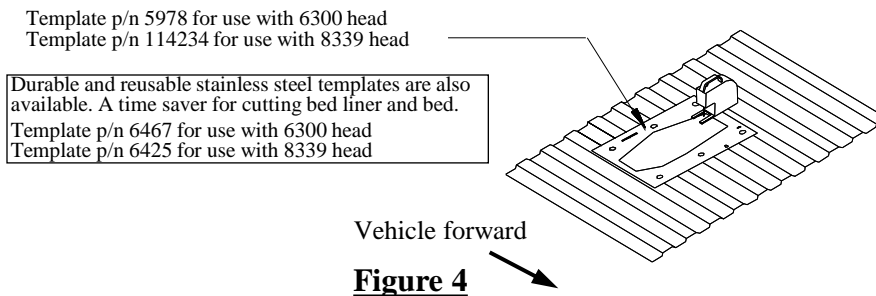 Template p/n 5978 for use with 6300 head
Template p/n 114234 for use with 8339 head
Durable and reusable stainless steel templates are also
available. A time saver for cutting bed liner and bed.
Template p/n 6467 for use with 6300 head
Template p/n 6425 for use with 8339 head
Vehicle forward
Figure 4